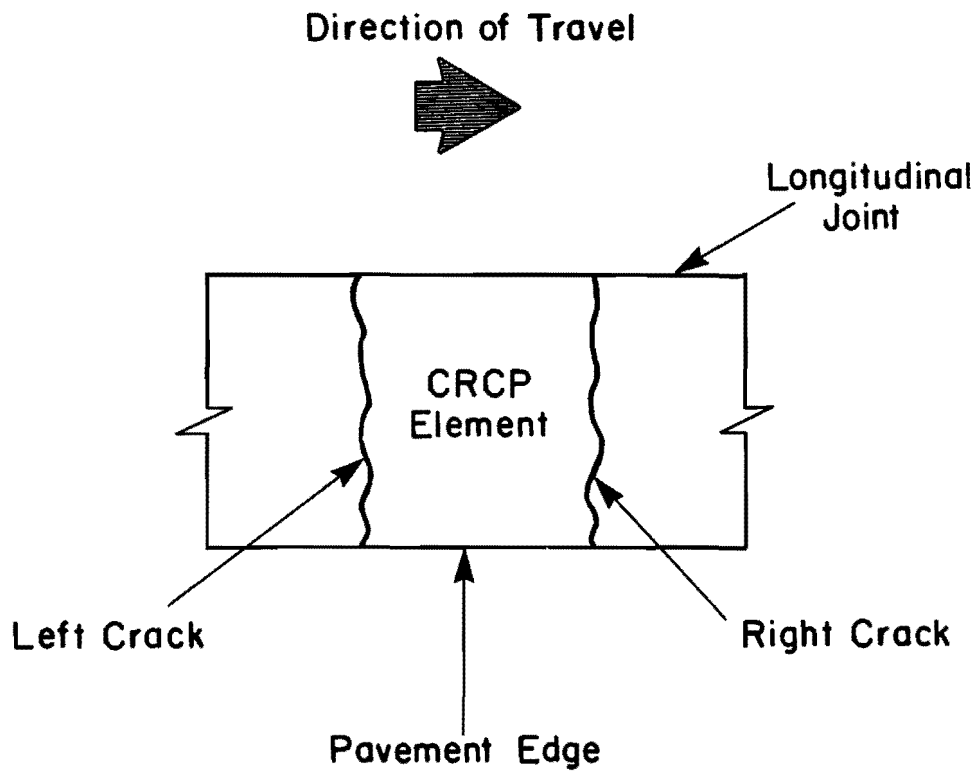 Direction of Travel
Longitudinal
Joint
CRCP
Element
Left Crack
Right Crack
Pavement Edge